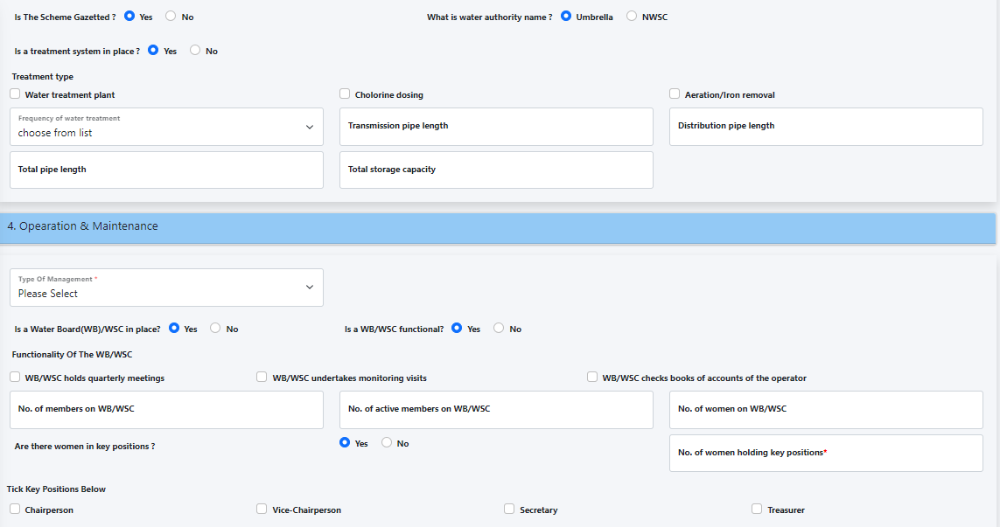 Is The Scheme Gazetted ? Yes No What is water authority name ? Umbrella NWSC
Is a treatment system in place ? Yes No
Treatment type
Water treatment plant Cholorine dosing Aeration/Iron removal
Frequency of water treatment
choose from list Transmission pipe length Distribution pipe length
Total pipe length Total storage capacity
4. Opearation & Maintenance
Type Of Management *
Please Select
Is a Water Board(WB)/WSC in place? Yes No Is a WB/WSC functional? Yes No
Functionality Of The WB/WSC
WB/WSC holds quarterly meetings WB/WSC undertakes monitoring visits WB/WSC checks books of accounts of the operator
No. of members on WB/WSC No. of active members on WB/WSC No. of women on WB/WSC
Are there women in key positions ? Yes No
No. of women holding key positions*
Tick Key Positions Below
Chairperson Vice-Chairperson Secretary Treasurer